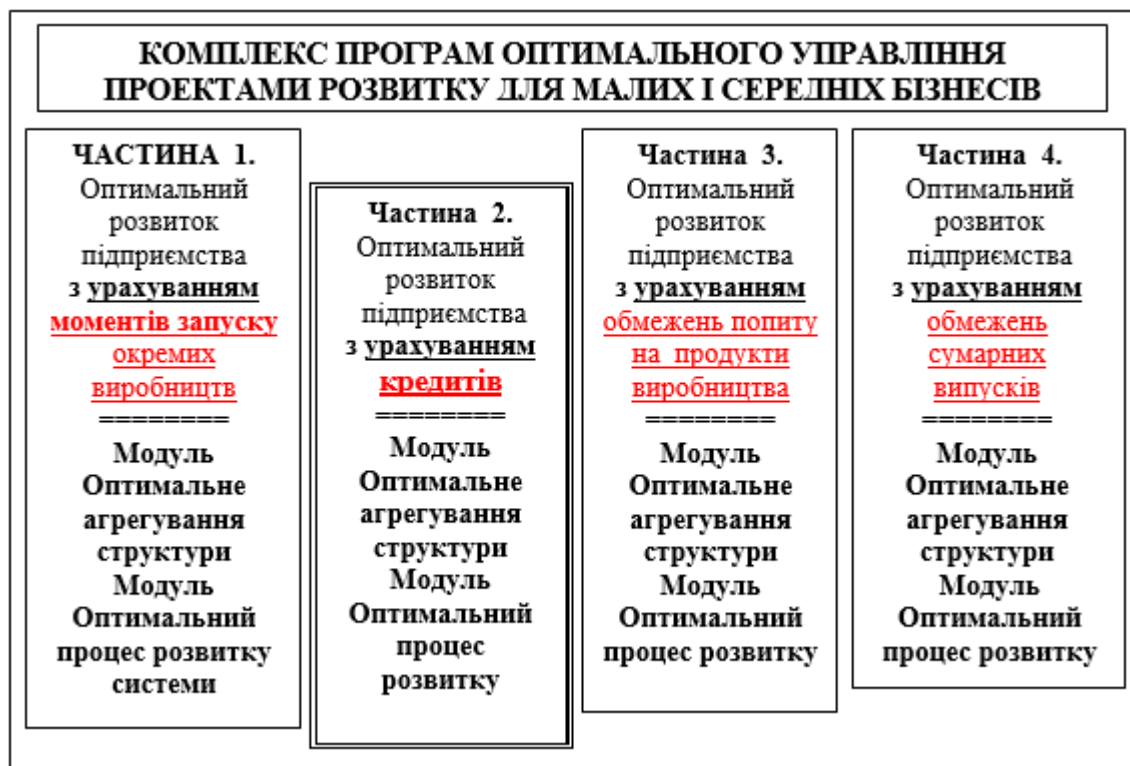 КОМПЛЕКС ПРОГРАМ ОПТИМАЛЬНОГО УПРАВЛІННЯ
ПРОЕКТАМИ РОЗВИТКУ ДЛЯ МАЛИХ І СЕРЕДНІХ БІЗНЕСІВ
ЧАСТИНА 1.
Оптимальний
розвиток
підприємства
з урахуванням
моментів запуску
окремих
виробництв
========
Модуль
Оптимальне
агрегування
структури
Модуль
Оптимальний
процес розвитку
системи
Частина 2.
Оптимальний
розвиток
підприємства
з урахуванням
кредитів
========
Модуль
Оптимальне
агрегування
структури
Модуль
Оптимальний
процес
розвитку
Частина 3.
Оптимальний
розвиток
підприємства
з урахуванням
обмежень попиту
на продукти
виробництва
========
Модуль
Оптимальне
агрегування
структури
Модуль
Оптимальний
процес розвитку
Частина 4.
Оптимальний
розвиток
підприємства
з урахуванням
обмежень
сумарних
випусків
========
Модуль
Оптимальне
агрегування
структури
Модуль
Оптимальний
процес розвитку